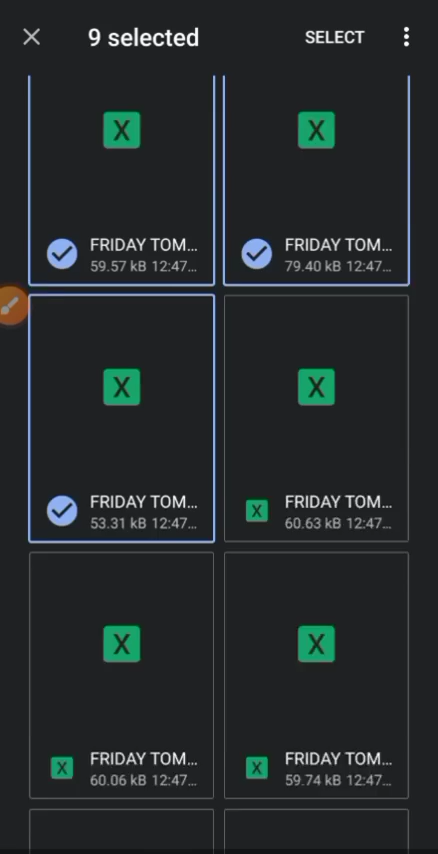 9 selected
SELECT
X
X
FRIDAY TOM...
59.57 kB 12:47...
FRIDAY TOM...
79.40 kB 12:47...
X
X
FRIDAY TOM...
53.31 kB 12:47...
X
FRIDAY TOM...
60.63 kB 12:47...
X
X
X
FRIDAY TOM...
60.06 kB 12:47...
X
FRIDAY TOM...
59.74 kB 12:47...